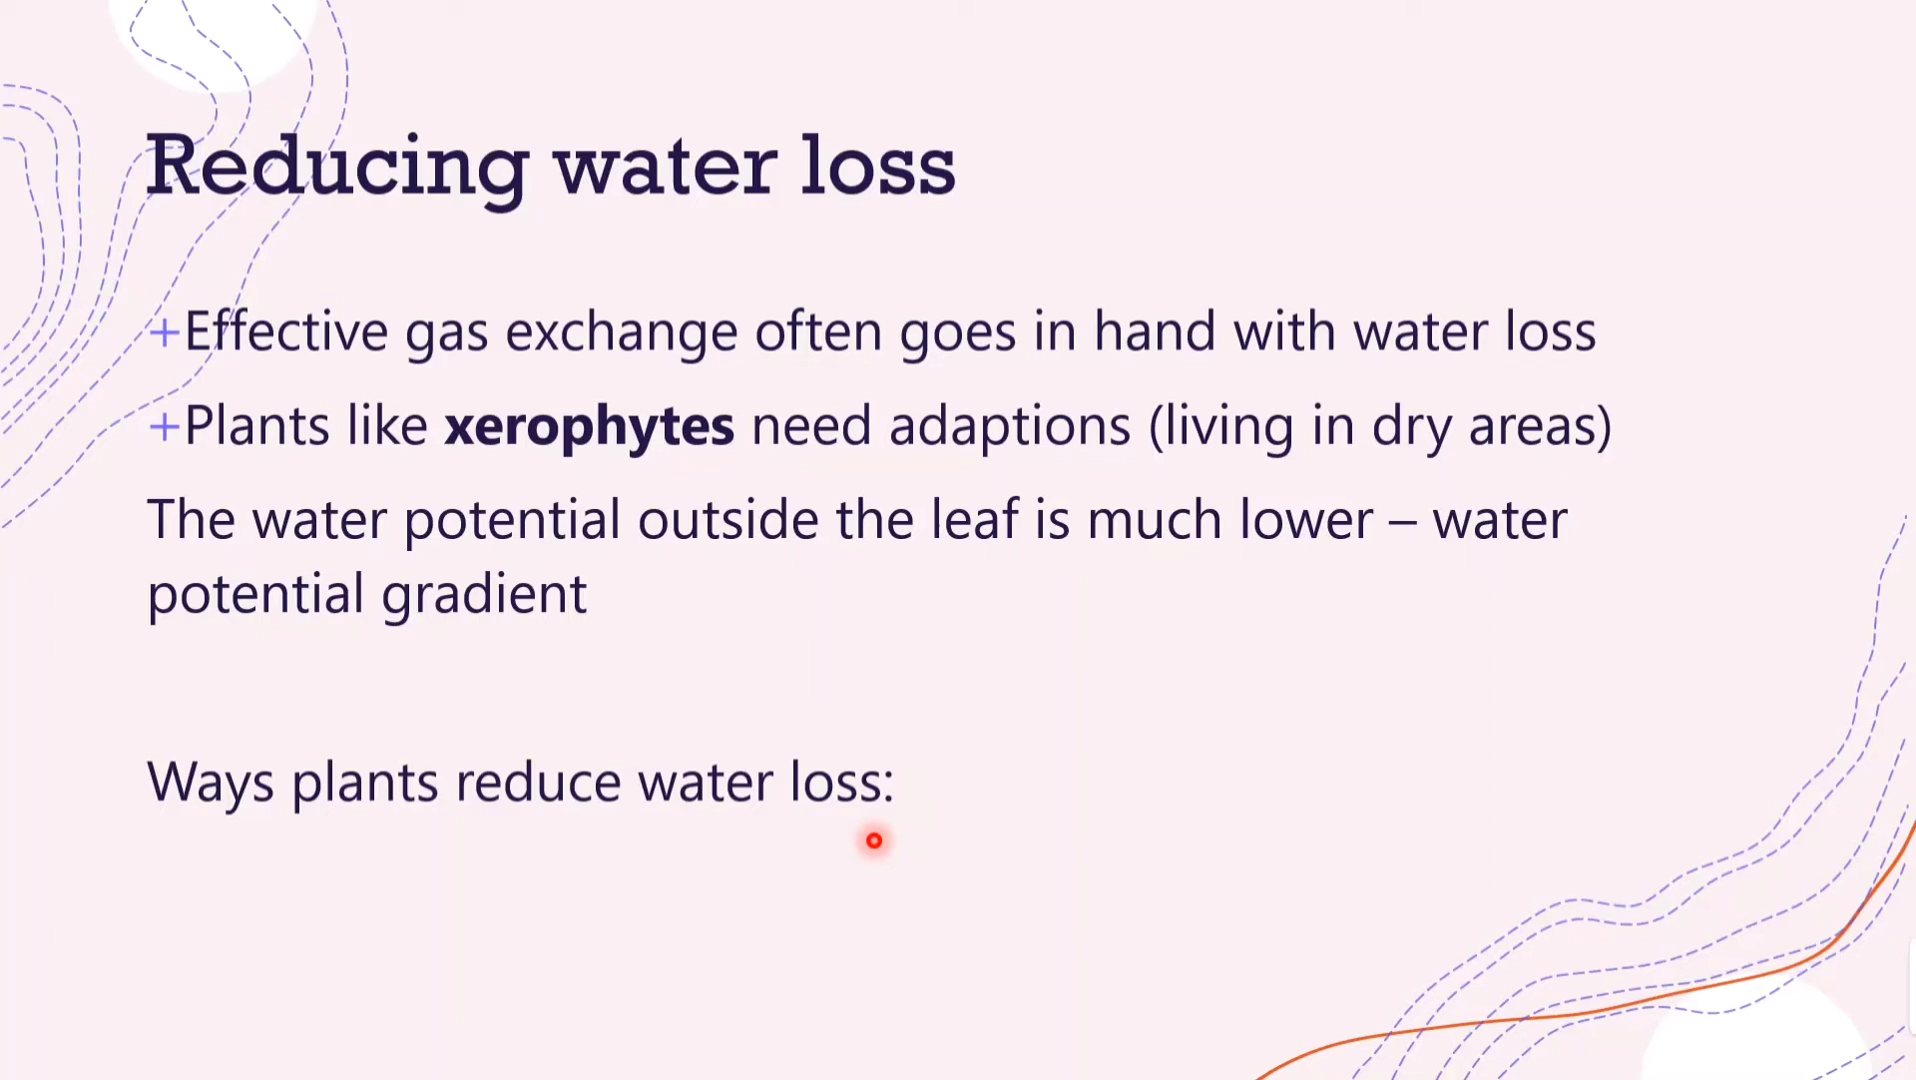 Reducing water loss
+Effective gas exchange often goes in hand with water loss
+Plants like xerophytes need adaptions (living in dry areas)
The water potential outside the leaf is much lower – water
potential gradient
Ways plants reduce water loss: